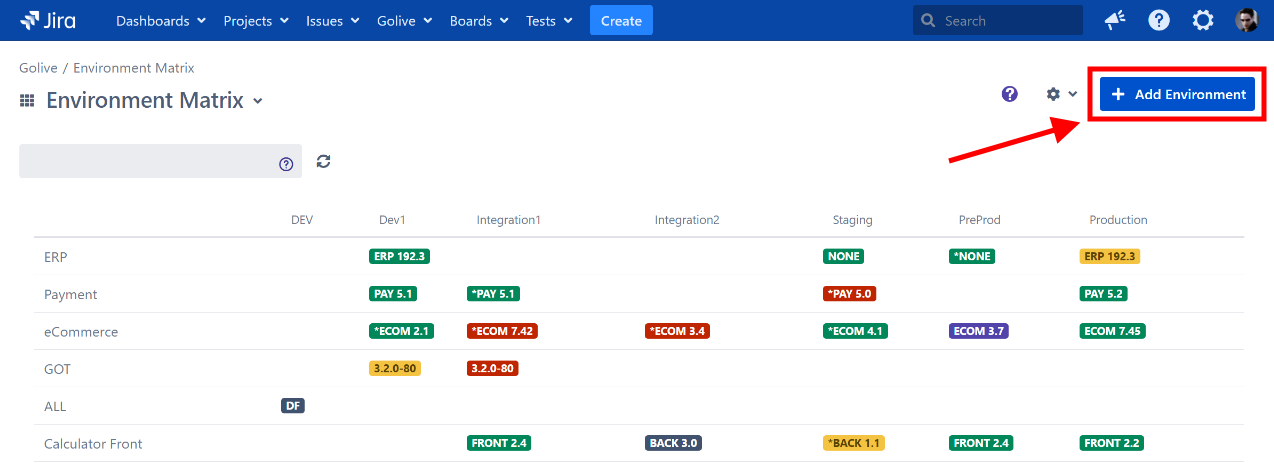 Jira Dashboards Projects Issues Golive Boards Tests Create Search ?
Golive / Environment Matrix
Environment Matrix ? + Add Environment
?
DEV Dev1 Integration1 Integration2 Staging PreProd Production
ERP ERP 192.3 NONE *NONE ERP 192.3
Payment PAY 5.1 *PAY 5.1 *PAY 5.0 PAY 5.2
eCommerce *ECOM 2.1 *ECOM 7.42 *ECOM 3.4 *ECOM 4.1 ECOM 3.7 ECOM 7.45
GOT 3.2.0-80 3.2.0-80
ALL DF
Calculator Front FRONT 2.4 BACK 3.0 *BACK 1.1 FRONT 2.4 FRONT 2.2